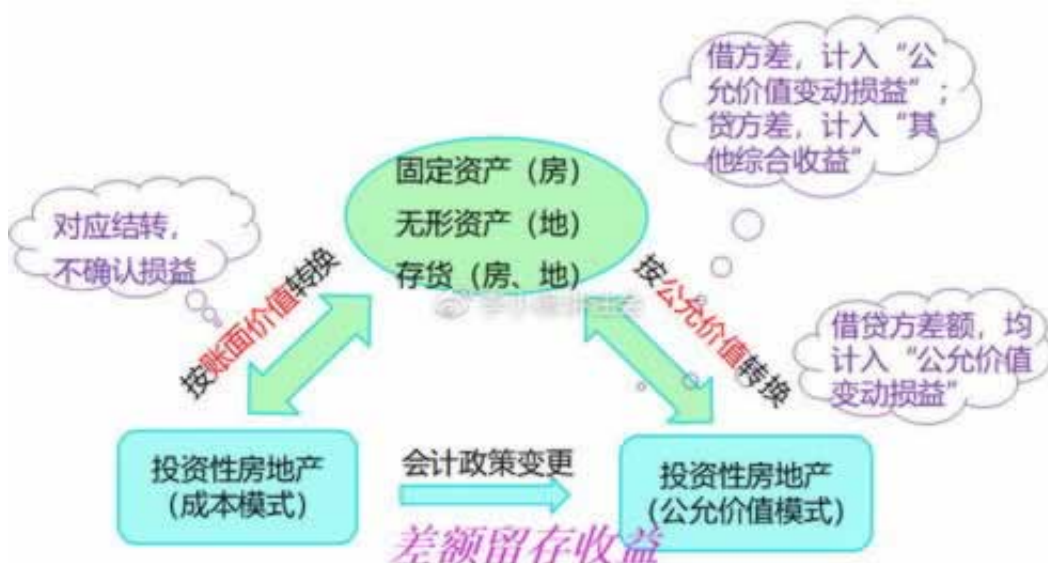 借方差，计入“公
允价值变动损益”；
贷方差，计入“其
他综合收益”
固定资产（房）
无形资产（地）
存货（房、地）
对应结转，
不确认损益
按账面价值转换
按公允价值转换
借贷方差额，均
计入“公允价值
变动损益”
投资性房地产
（成本模式）
会计政策变更
投资性房地产
（公允价值模式）
差额留存收益